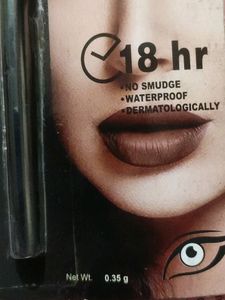 18 hr
•NO SMUDGE
•WATERPROOF
•DERMATOLOGICALLY
Net Wt. 0.35 g